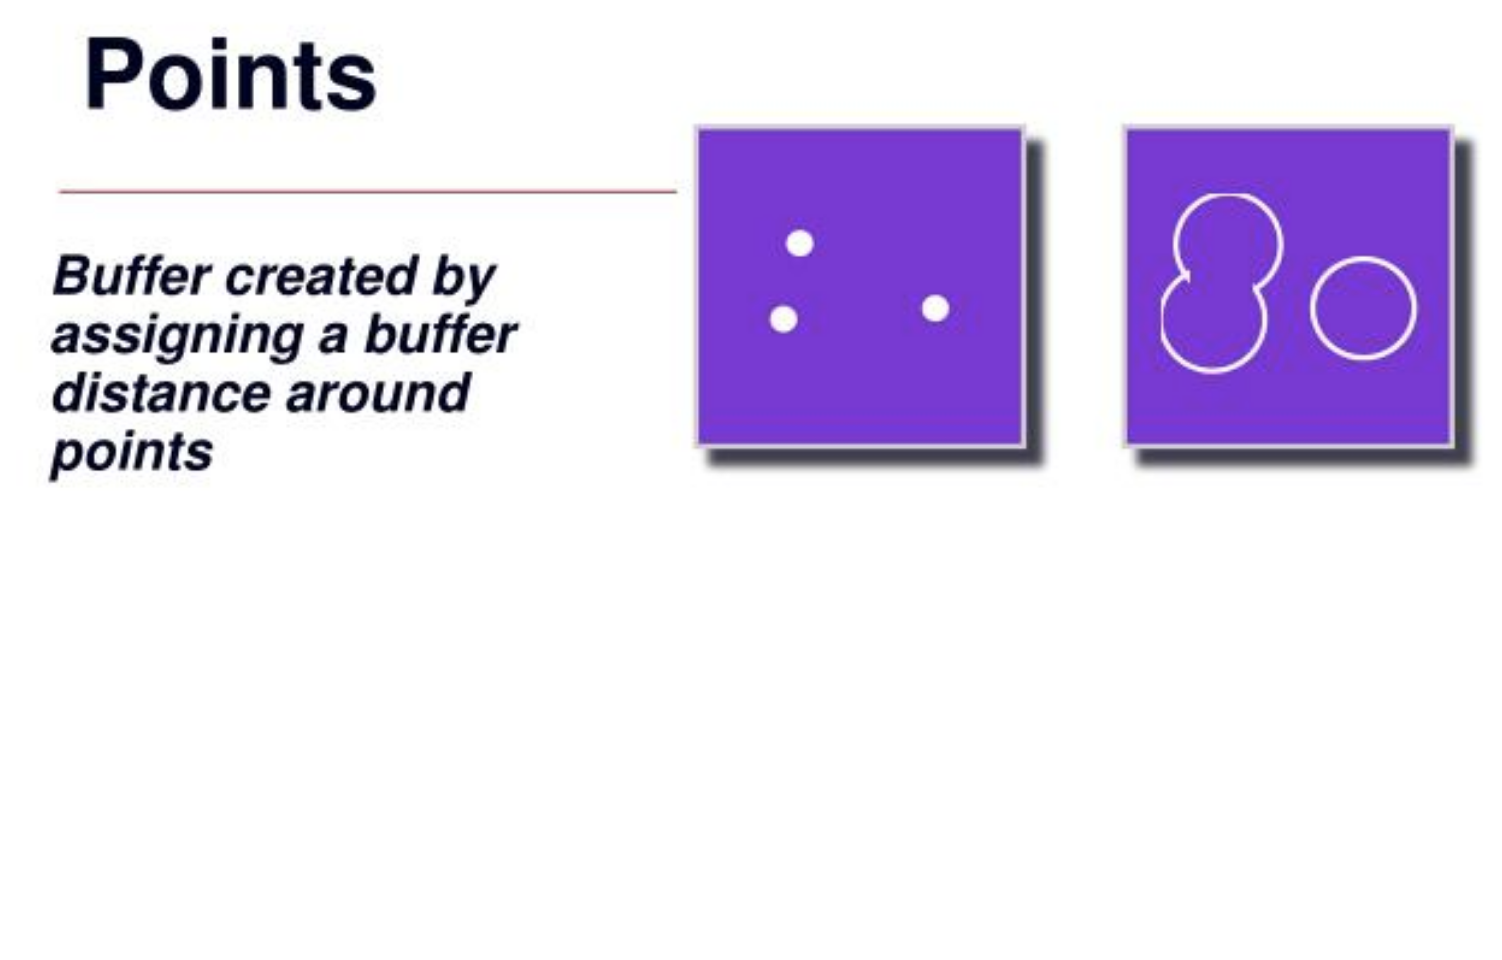 Points
Buffer created by
assigning a buffer
distance around
points